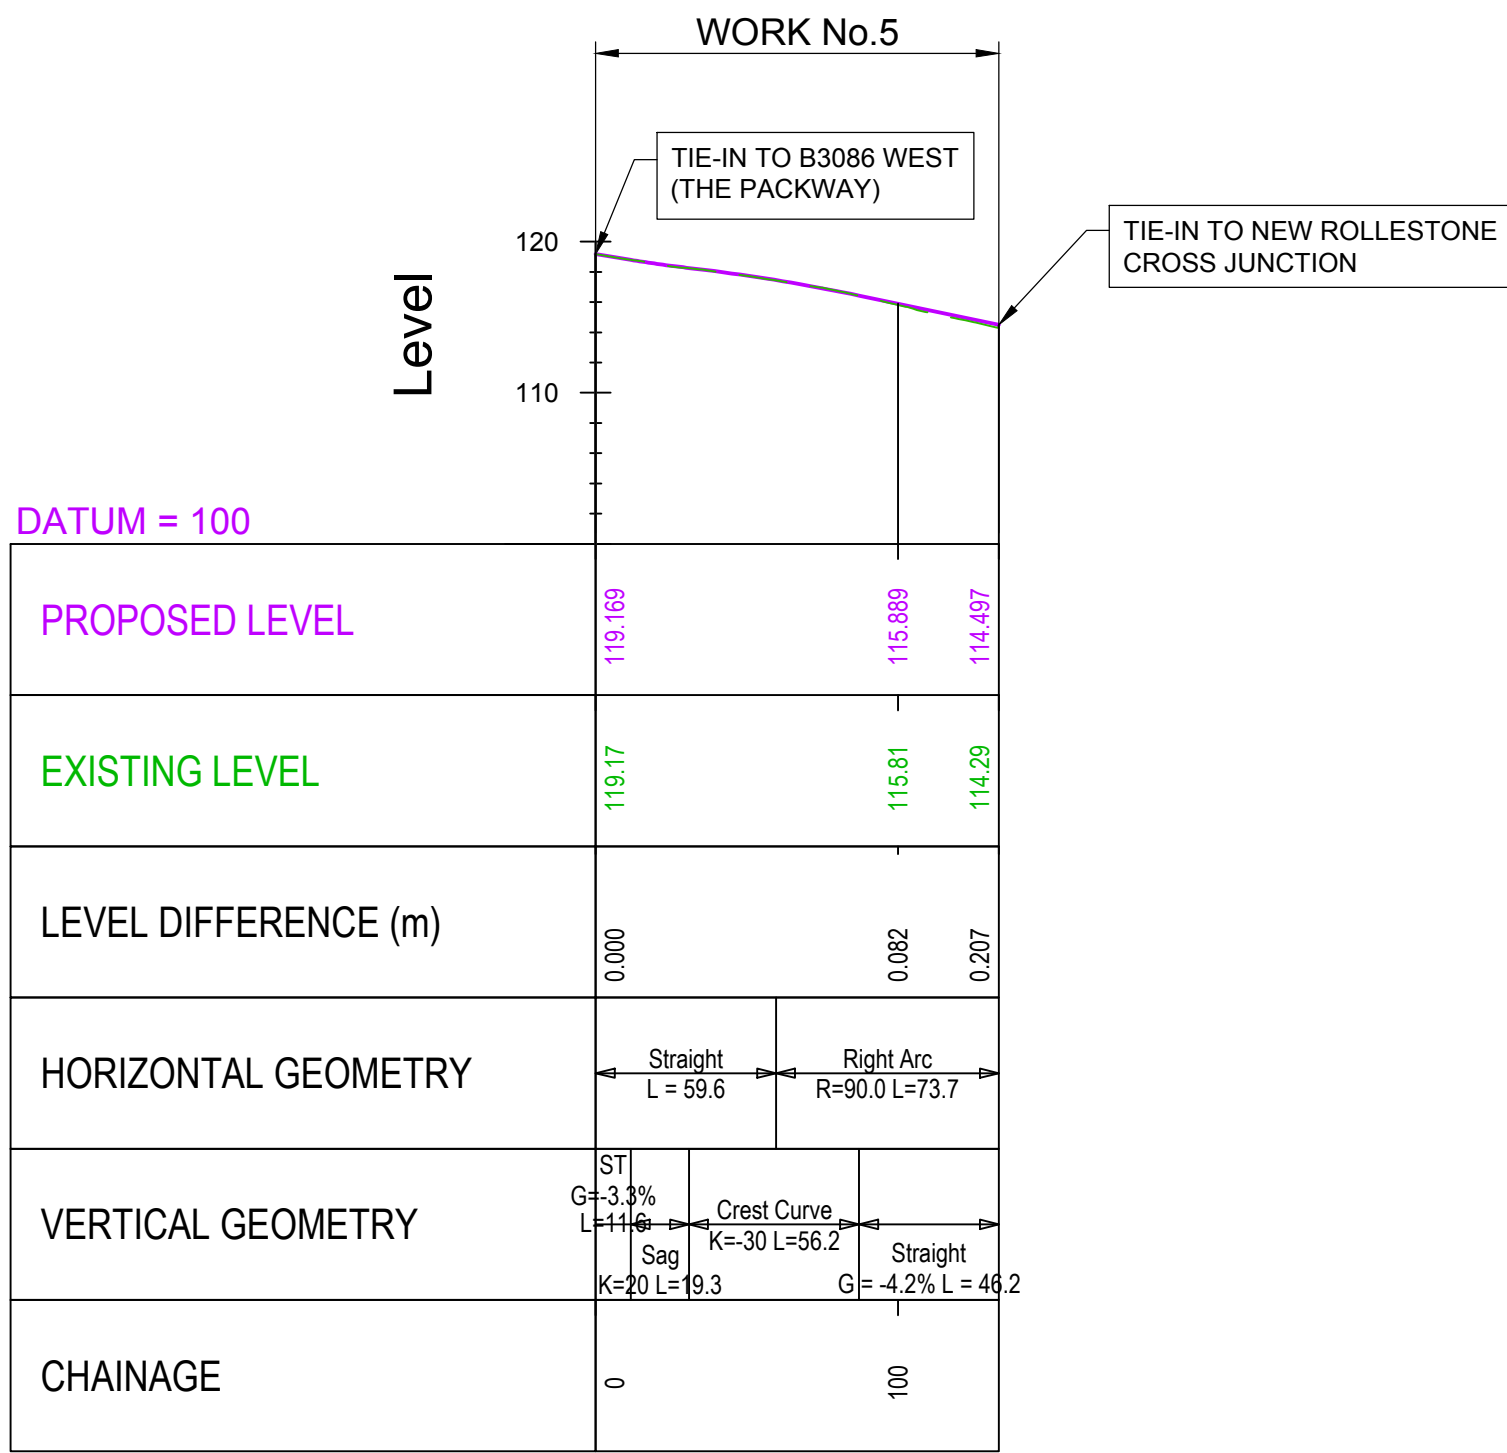 WORK No.5
TIE-IN TO B3086 WEST
(THE PACKWAY)
TIE-IN TO NEW ROLLESTONE
CROSS JUNCTION
120
110
Level
DATUM = 100
PROPOSED LEVEL
119.169
115.889
114.497
EXISTING LEVEL
119.17
115.81
114.29
LEVEL DIFFERENCE (m)
0.000
0.082
0.207
HORIZONTAL GEOMETRY
Straight
L = 59.6
Right Arc
R=90.0 L=73.7
VERTICAL GEOMETRY
ST
G=-3.3%
L=11.6
Sag
K=20 L=19.3
Crest Curve
K=-30 L=56.2
Straight
G = -4.2% L = 46.2
CHAINAGE
0
100